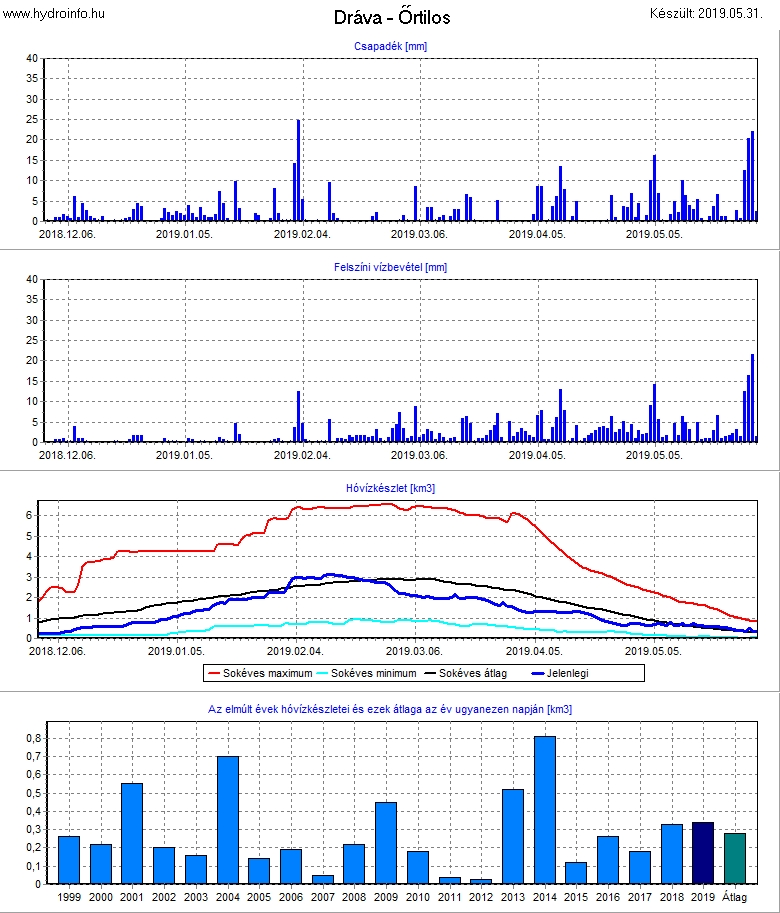 www.hydroinfo.hu
Dráva - Őrtilos
Készült: 2019.05.31.
Csapadék [mm]
40
35
30
25
20
15
10
5
0
2018.12.06. 2019.01.05. 2019.02.04. 2019.03.06. 2019.04.05. 2019.05.05.
Felszíni vízbevétel [mm]
40
35
30
25
20
15
10
5
0
2018.12.06. 2019.01.05. 2019.02.04. 2019.03.06. 2019.04.05. 2019.05.05.
Hóvízkészlet [km3]
6
5
4
3
2
1
0
2018.12.06. 2019.01.05. 2019.02.04. 2019.03.06. 2019.04.05. 2019.05.05.
Sokéves maximum Sokéves minimum Sokéves átlag Jelenlegi
Az elmúlt évek hóvízkészletei és ezek átlaga az év ugyanezen napján [km3]
0,8
0,7
0,6
0,5
0,4
0,3
0,2
0,1
0
1999 2000 2001 2002 2003 2004 2005 2006 2007 2008 2009 2010 2011 2012 2013 2014 2015 2016 2017 2018 2019 Átlag